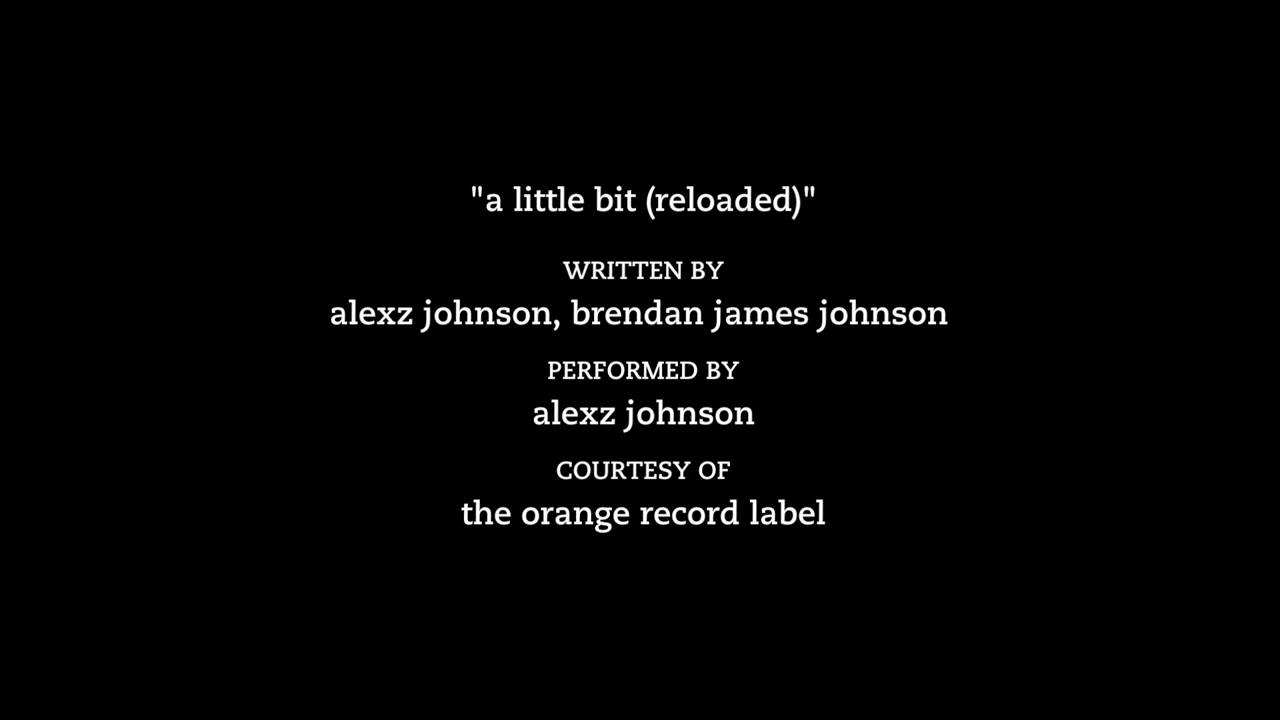 "a little bit (reloaded)"
WRITTEN BY
alexz johnson, brendan james johnson
PERFORMED BY
alexz johnson
COURTESY OF
the orange record label